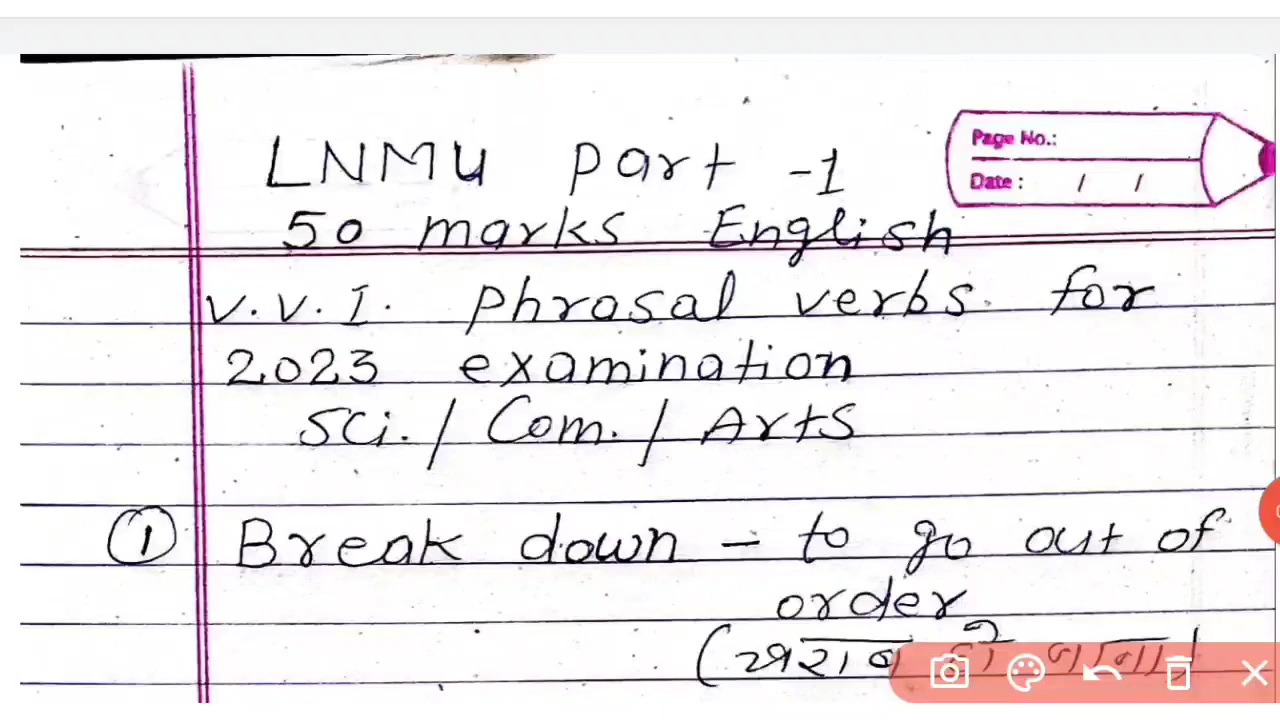 Page No.:
Date : / /
LNMU Part -1
50 marks English
V.V.I. Phrasal verbs for
2023 examination
Sci. / Com. / Arts
① Break down – to go out of
order
(खराब हो जाना)